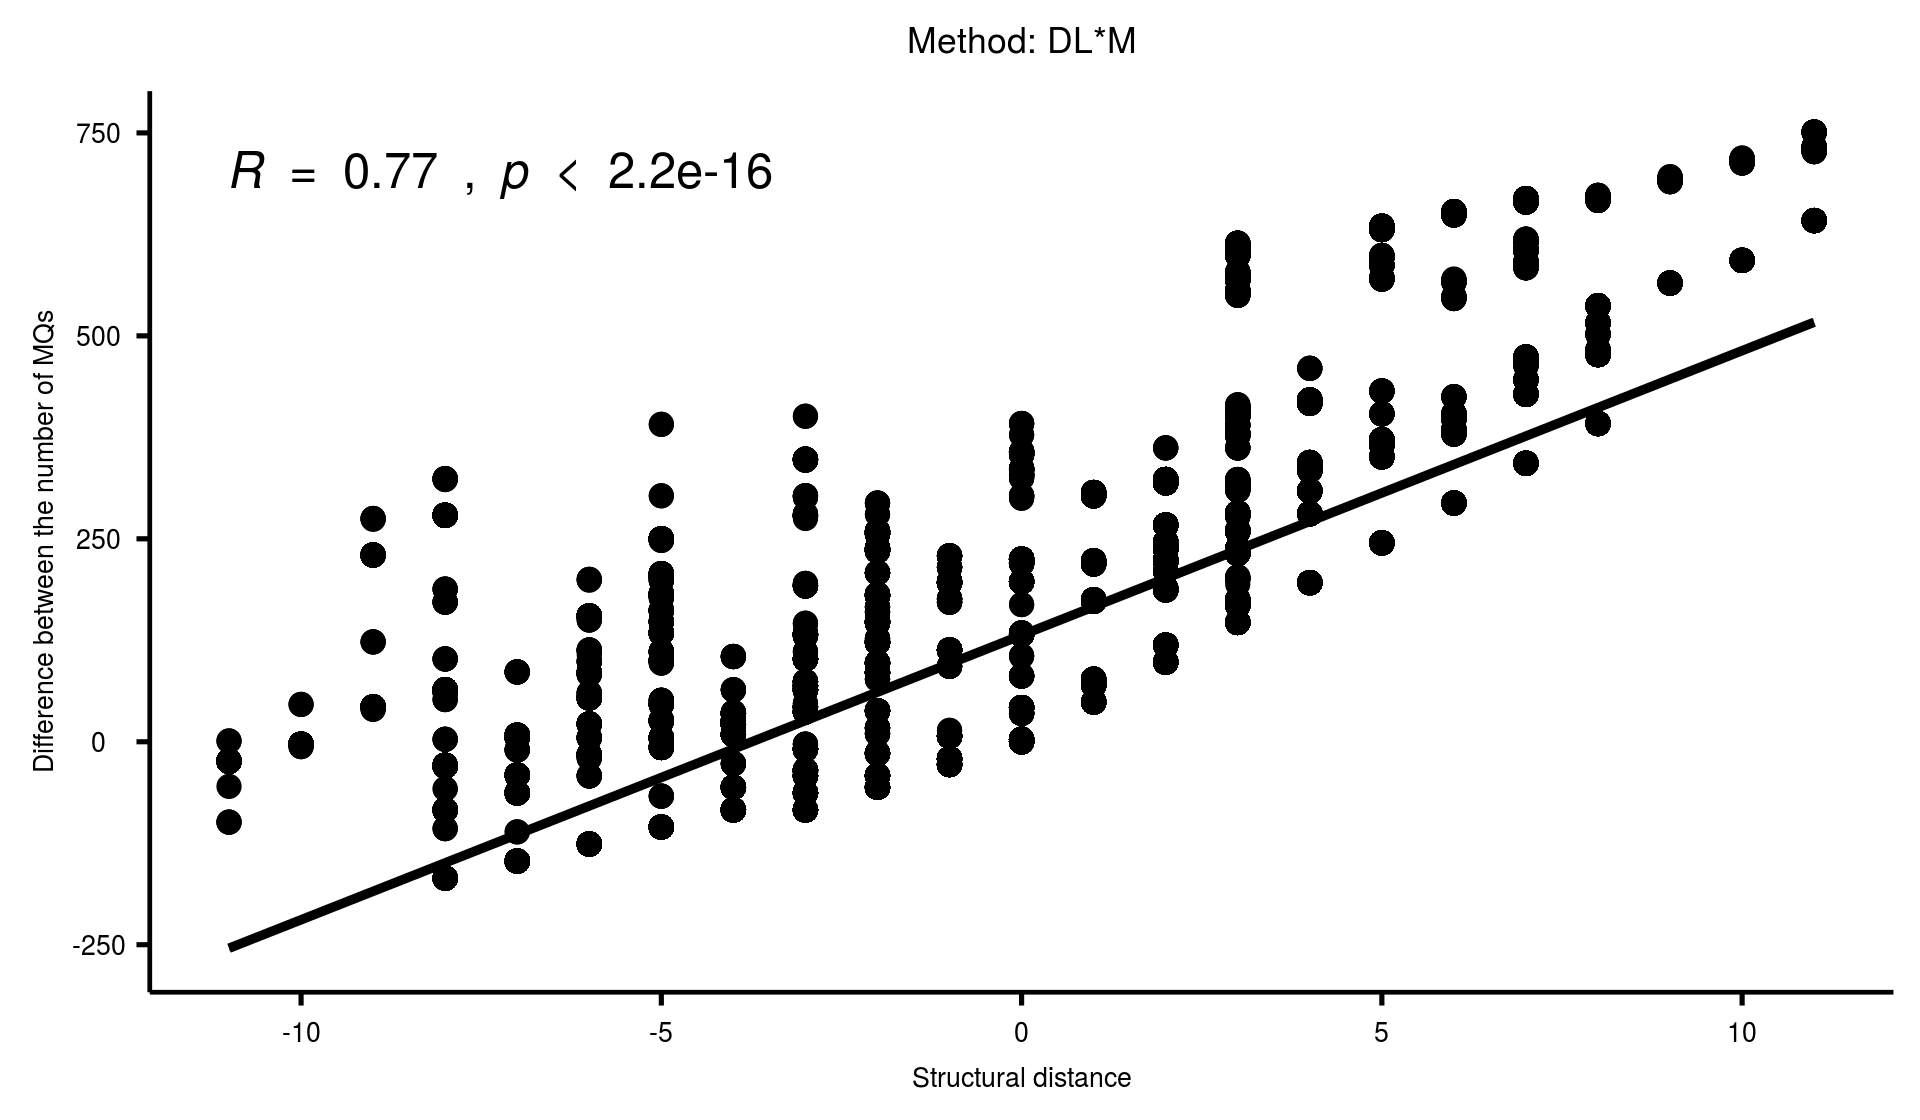 Method: DL*M
R = 0.77 , p < 2.2e-16
750
500
250
0
-250
Difference between the number of MQs
-10 -5 0 5 10
Structural distance